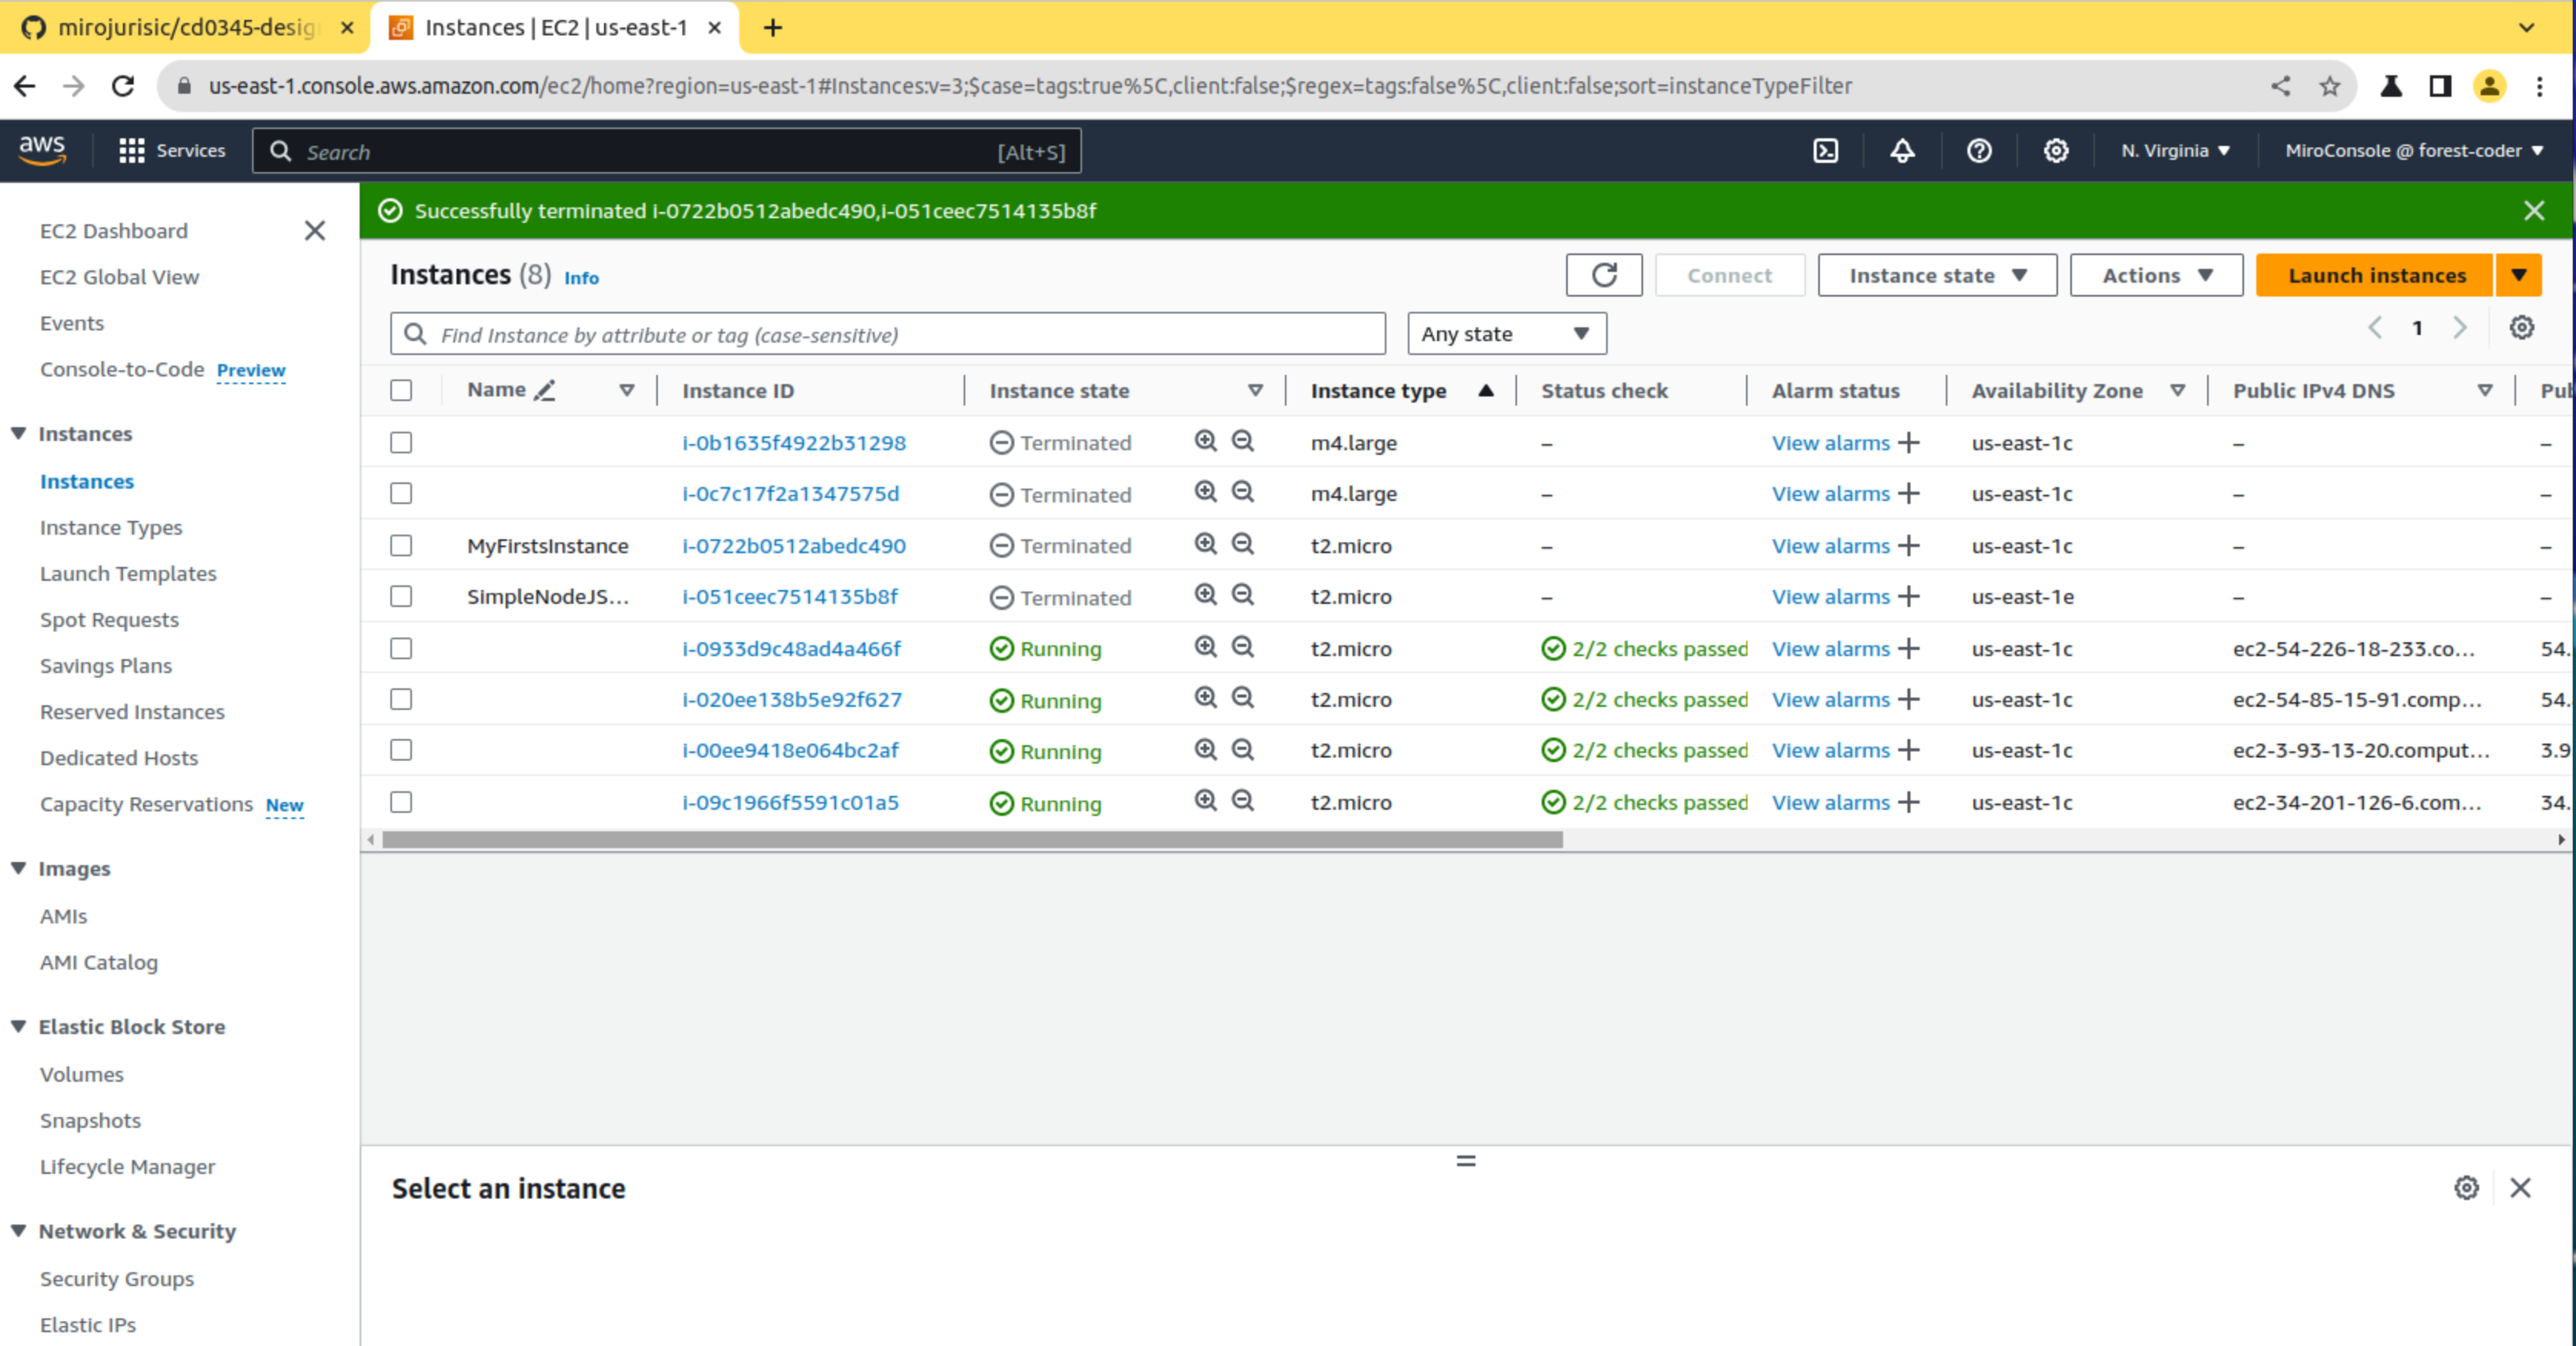 mirojurisic/cd0345-desig
Instances | EC2 | us-east-1
us-east-1.console.aws.amazon.com/ec2/home?region=us-east-1#Instances:v=3;$case=tags:true%5C,client:false;$regex=tags:false%5C,client:false;sort=instanceTypeFilter
aws Services Search [Alt+S] N. Virginia MiroConsole @ forest-coder
Successfully terminated i-0722b0512abedc490,i-051ceec7514135b8f
EC2 Dashboard
EC2 Global View
Events
Console-to-Code Preview
Instances
Instances
Instance Types
Launch Templates
Spot Requests
Savings Plans
Reserved Instances
Dedicated Hosts
Capacity Reservations New
Images
AMIs
AMI Catalog
Elastic Block Store
Volumes
Snapshots
Lifecycle Manager
Network & Security
Security Groups
Elastic IPs
Instances (8) Info Connect Instance state Actions Launch instances
Find Instance by attribute or tag (case-sensitive) Any state 1
Name Instance ID Instance state Instance type Status check Alarm status Availability Zone Public IPv4 DNS Pub
i-0b1635f4922b31298 Terminated m4.large – View alarms + us-east-1c – –
i-0c7c17f2a1347575d Terminated m4.large – View alarms + us-east-1c – –
MyFirstsInstance i-0722b0512abedc490 Terminated t2.micro – View alarms + us-east-1c – –
SimpleNodeJS... i-051ceec7514135b8f Terminated t2.micro – View alarms + us-east-1e – –
i-0933d9c48ad4a466f Running t2.micro 2/2 checks passed View alarms + us-east-1c ec2-54-226-18-233.co... 54.
i-020ee138b5e92f627 Running t2.micro 2/2 checks passed View alarms + us-east-1c ec2-54-85-15-91.comp... 54.
i-00ee9418e064bc2af Running t2.micro 2/2 checks passed View alarms + us-east-1c ec2-3-93-13-20.comput... 3.9
i-09c1966f5591c01a5 Running t2.micro 2/2 checks passed View alarms + us-east-1c ec2-34-201-126-6.com... 34.
Select an instance